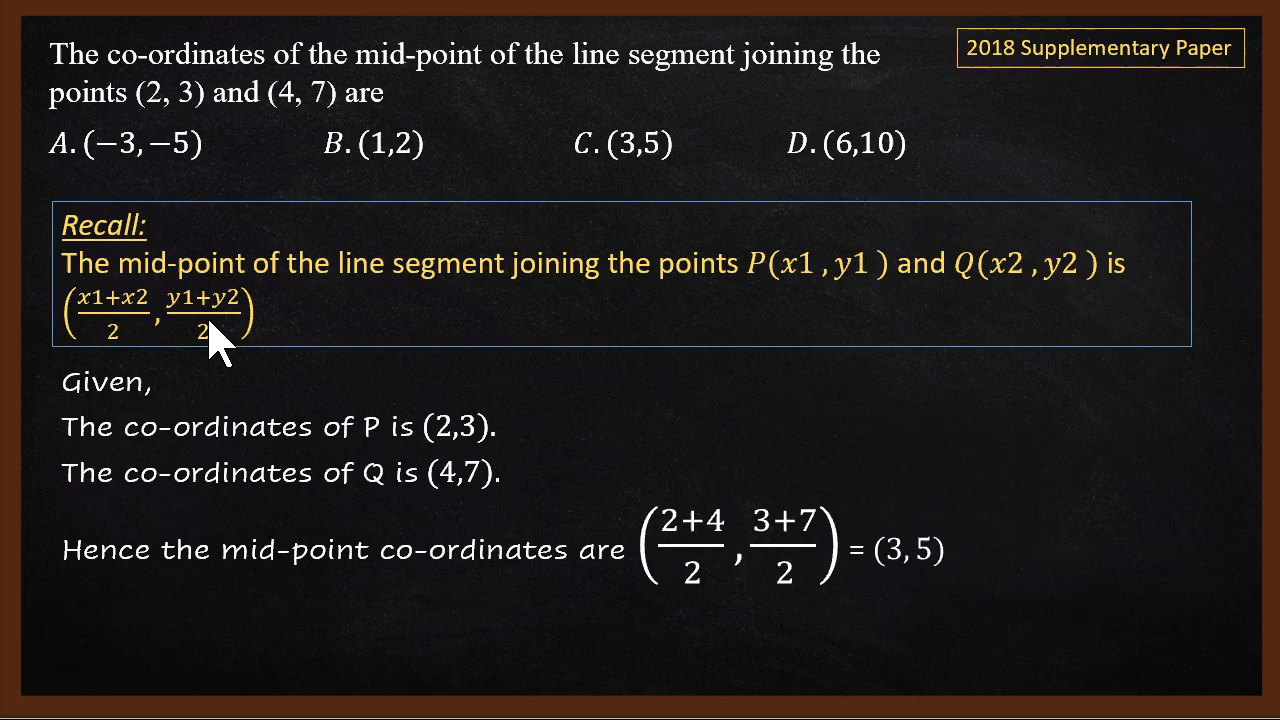 The co-ordinates of the mid-point of the line segment joining the
points (2, 3) and (4, 7) are
2018 Supplementary Paper
A. (−3, −5) B. (1,2) C. (3,5) D. (6,10)
Recall:
The mid-point of the line segment joining the points P(x1 , y1 ) and Q(x2 , y2 ) is
((x1+x2)/2, (y1+y2)/2)
Given,
The co-ordinates of P is (2,3).
The co-ordinates of Q is (4,7).
Hence the mid-point co-ordinates are ((2+4)/2, (3+7)/2) = (3, 5)